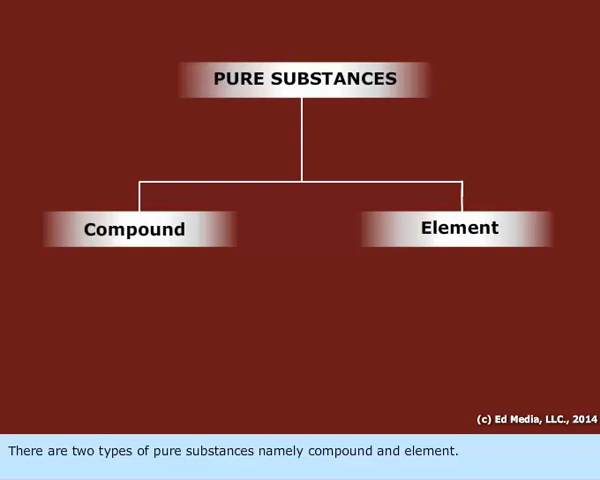 PURE SUBSTANCES
Compound
Element
(c) Ed Media, LLC., 2014
There are two types of pure substances namely compound and element.